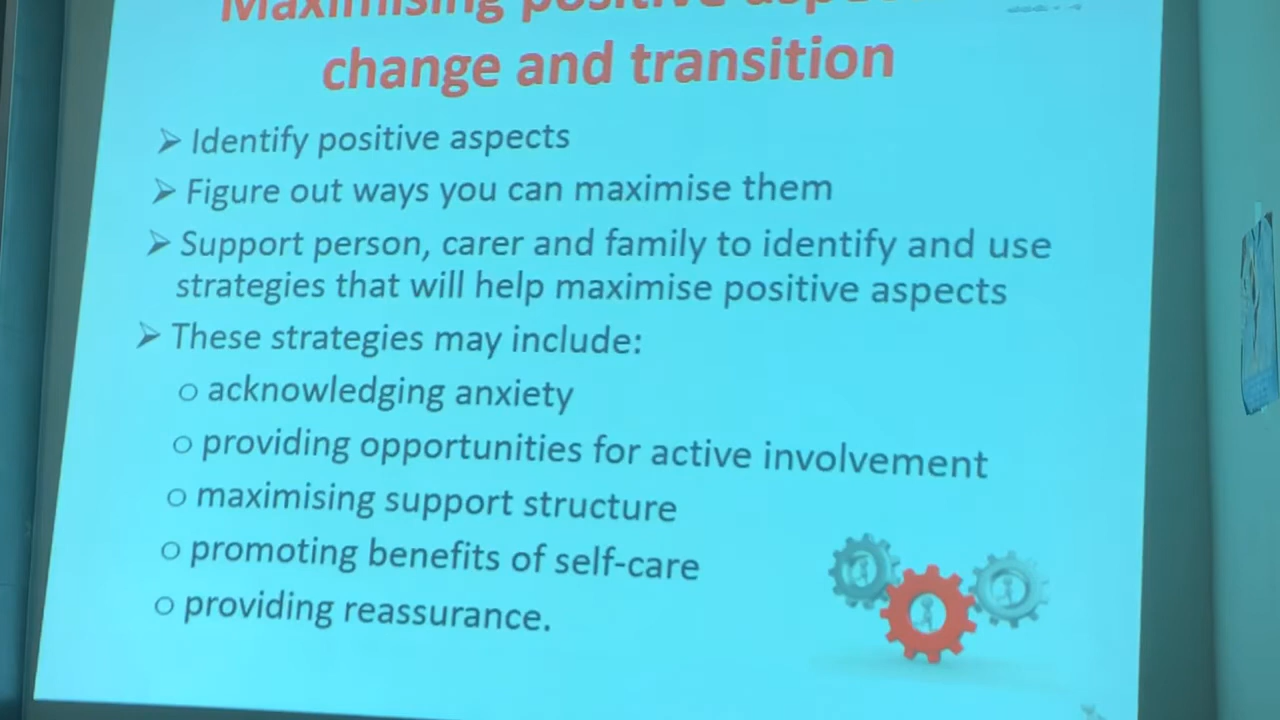 Maximising positive
change and transition
➢ Identify positive aspects
➢ Figure out ways you can maximise them
➢ Support person, carer and family to identify and use
strategies that will help maximise positive aspects
➢ These strategies may include:
o acknowledging anxiety
o providing opportunities for active involvement
o maximising support structure
o promoting benefits of self-care
o providing reassurance.